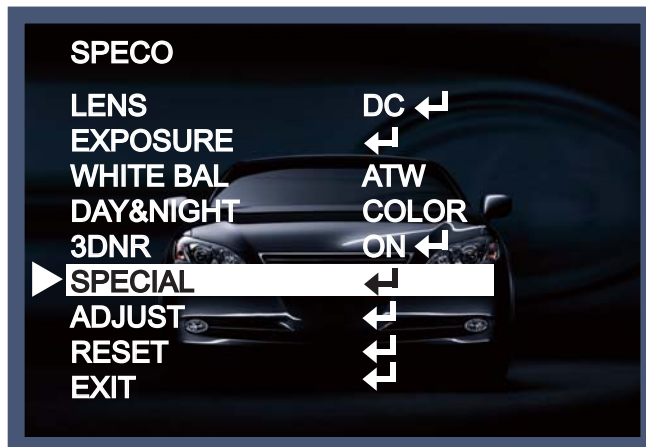 SPECO
LENS DC ↵
EXPOSURE ↵
WHITE BAL ATW
DAY&NIGHT COLOR
3DNR ON ↵
SPECIAL ↵
ADJUST ↵
RESET ↵
EXIT ↵